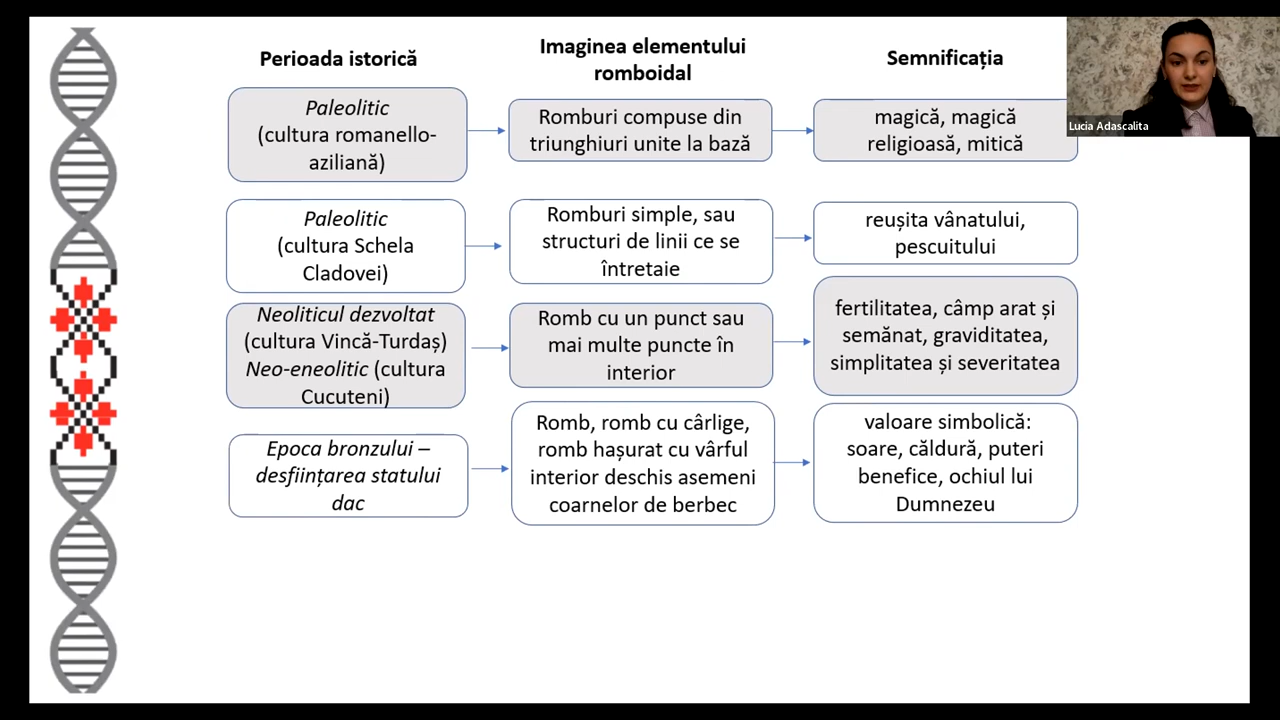 Perioada istorică
Imaginea elementului
romboidal
Semnificația
Lucia Adascalita
Paleolitic
(cultura romanello-
aziliană)
Romburi compuse din
triunghiuri unite la bază
magică, magică
religioasă, mitică
Paleolitic
(cultura Schela
Cladovei)
Romburi simple, sau
structuri de linii ce se
întretaie
reușita vânatului,
pescuitului
Neoliticul dezvoltat
(cultura Vincă-Turdaș)
Neo-eneolitic (cultura
Cucuteni)
Romb cu un punct sau
mai multe puncte în
interior
fertilitatea, câmp arat și
semănat, graviditatea,
simplitatea și severitatea
Epoca bronzului –
desființarea statului
dac
Romb, romb cu cârlige,
romb hașurat cu vârful
interior deschis asemeni
coarnelor de berbec
valoare simbolică:
soare, căldură, puteri
benefice, ochiul lui
Dumnezeu